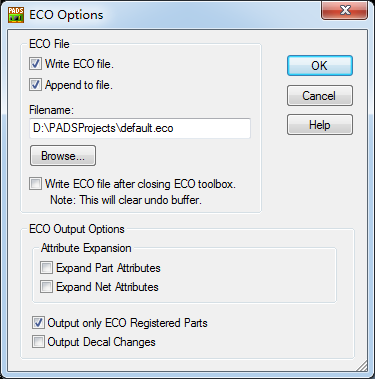 ECO Options
ECO File
Write ECO file.
Append to file.
Filename:
D:\PADSProjects\default.eco
Browse...
Write ECO file after closing ECO toolbox.
Note: This will clear undo buffer.
OK
Cancel
Help
ECO Output Options
Attribute Expansion
Expand Part Attributes
Expand Net Attributes
Output only ECO Registered Parts
Output Decal Changes